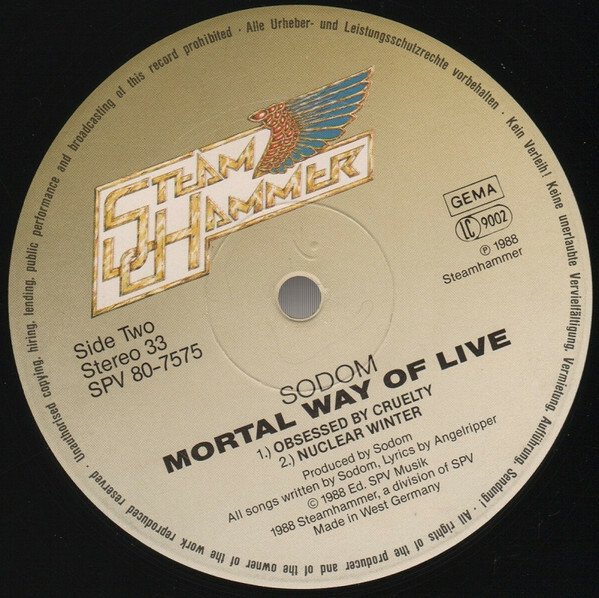 STEAM
HAMMER
GEMA
LC 9002
℗ 1988
Steamhammer
Side Two
Stereo 33
SPV 80-7575
SODOM
MORTAL WAY OF LIVE
1.) OBSESSED BY CRUELTY
2.) NUCLEAR WINTER
Produced by Sodom
All songs written by Sodom, Lyrics by Angelripper
© 1988 Ed. SPV Musik
1988 Steamhammer, a division of SPV
Made in West Germany
· Alle Urheber- und Leistungsschutzrechte vorbehalten · Kein Verleih! Keine unerlaubte Vervielfältigung, Vermietung, Aufführung, Sendung! · All rights of the producer and of the owner of the work reproduced reserved · Unauthorised copying, hiring, lending, public performance and broadcasting of this record prohibited